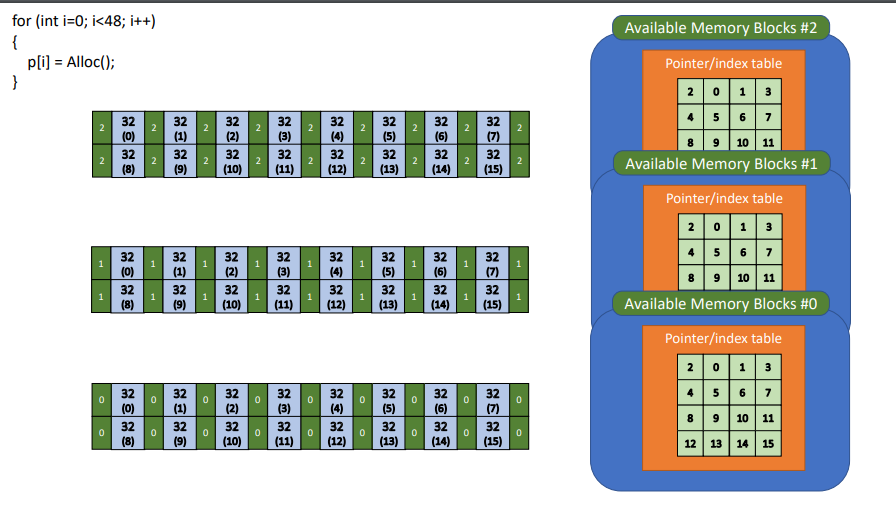 for (int i=0; i<48; i++)
{
p[i] = Alloc();
}
2 32 2 32 2 32 2 32 2 32 2 32 2 32 2 32 2
(0) (1) (2) (3) (4) (5) (6) (7)
2 32 2 32 2 32 2 32 2 32 2 32 2 32 2 32 2
(8) (9) (10) (11) (12) (13) (14) (15)
1 32 1 32 1 32 1 32 1 32 1 32 1 32 1 32 1
(0) (1) (2) (3) (4) (5) (6) (7)
1 32 1 32 1 32 1 32 1 32 1 32 1 32 1 32 1
(8) (9) (10) (11) (12) (13) (14) (15)
0 32 0 32 0 32 0 32 0 32 0 32 0 32 0 32 0
(0) (1) (2) (3) (4) (5) (6) (7)
0 32 0 32 0 32 0 32 0 32 0 32 0 32 0 32 0
(8) (9) (10) (11) (12) (13) (14) (15)
Available Memory Blocks #2
Pointer/index table
2 0 1 3
4 5 6 7
8 9 10 11
Available Memory Blocks #1
Pointer/index table
2 0 1 3
4 5 6 7
8 9 10 11
Available Memory Blocks #0
Pointer/index table
2 0 1 3
4 5 6 7
8 9 10 11
12 13 14 15